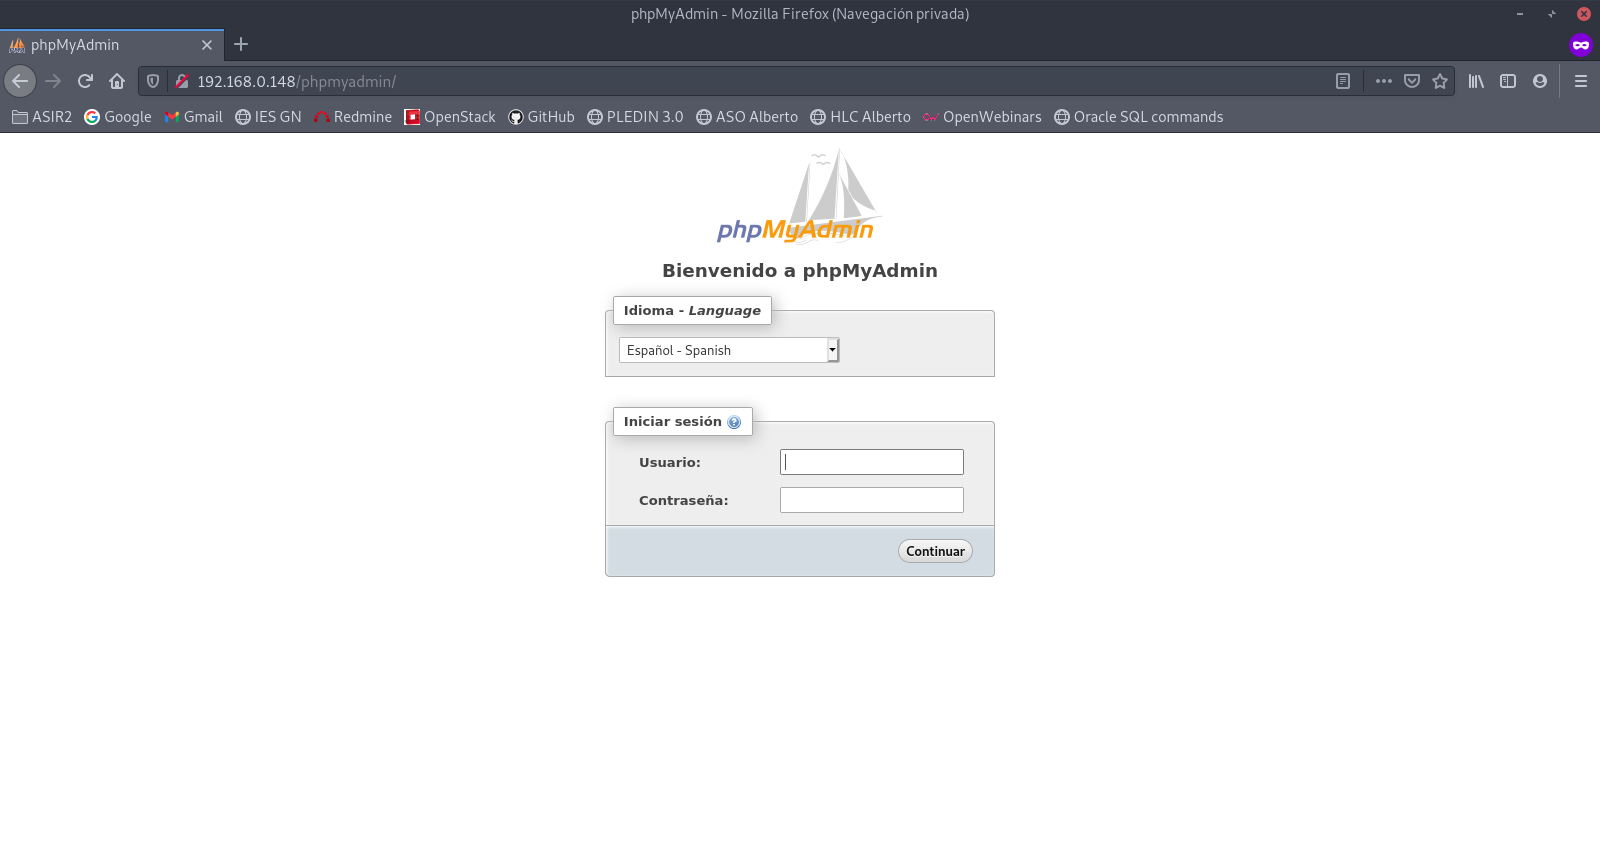 phpMyAdmin - Mozilla Firefox (Navegación privada)
phpMyAdmin
192.168.0.148/phpmyadmin/
ASIR2 Google Gmail IES GN Redmine OpenStack GitHub PLEDIN 3.0 ASO Alberto HLC Alberto OpenWebinars Oracle SQL commands
phpMyAdmin
Bienvenido a phpMyAdmin
Idioma - Language
Español - Spanish
Iniciar sesión
Usuario:
Contraseña:
Continuar